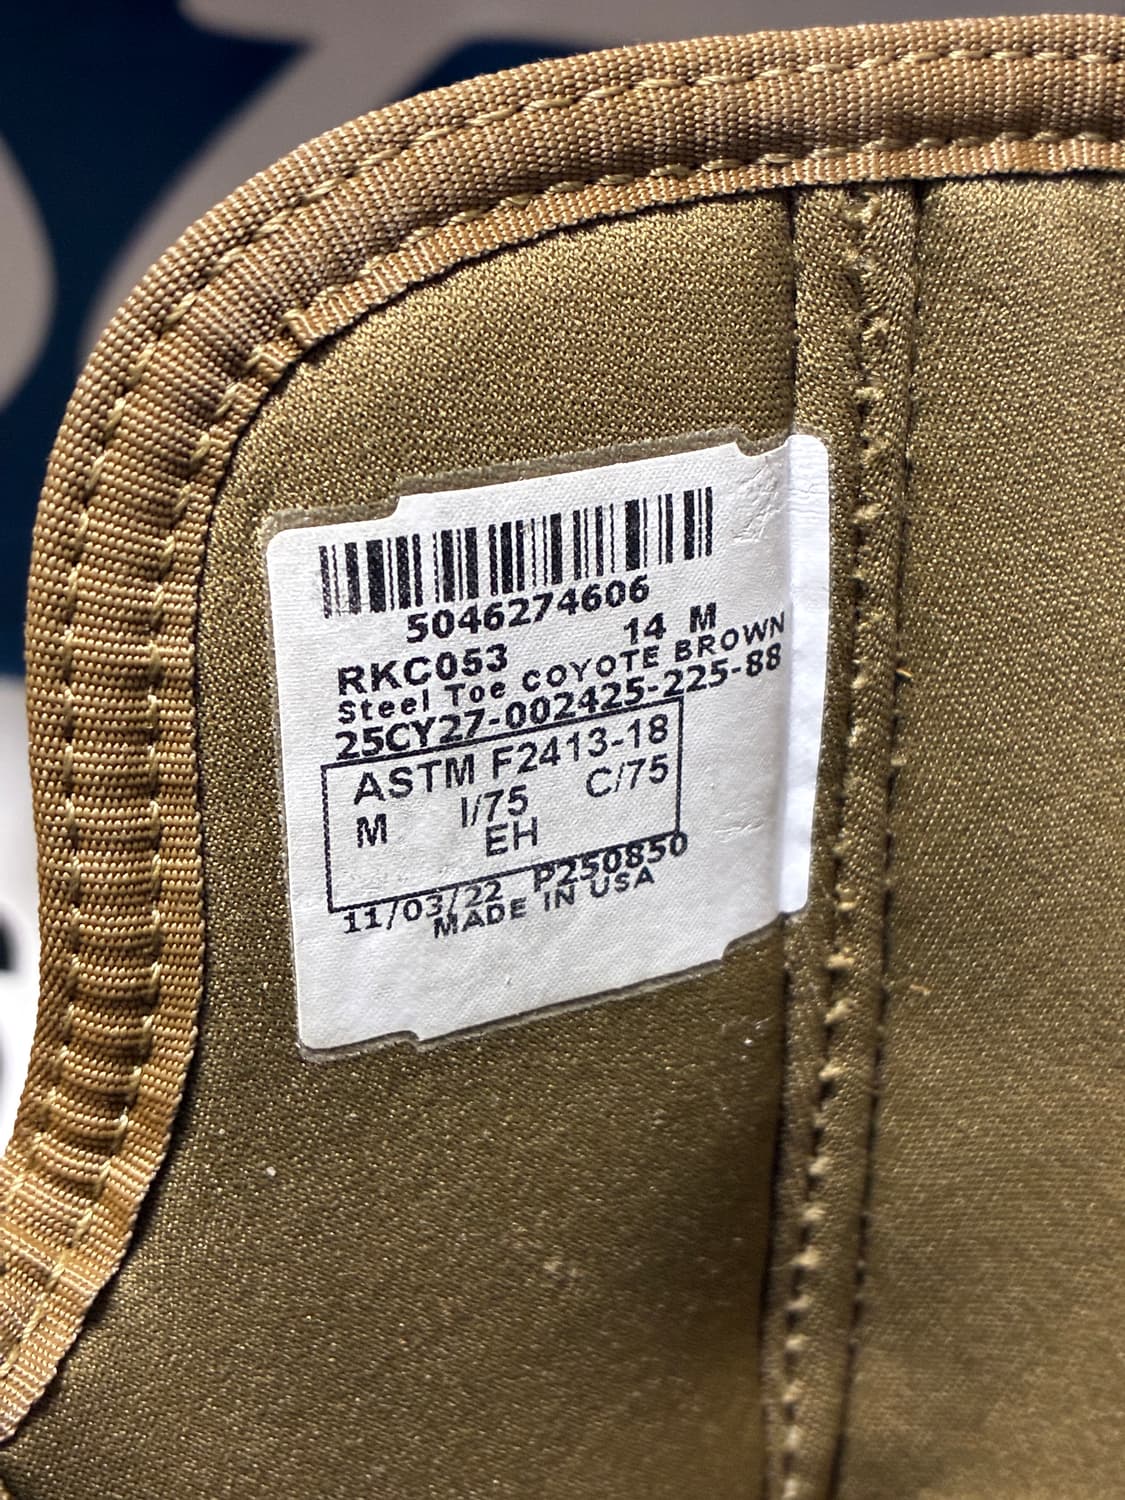 5046274606
RKC053 14 M
Steel Toe COYOTE BROWN
25CY27-002425-225-88
ASTM F2413-18
M I/75 C/75
EH
11/03/22 P250850
MADE IN USA